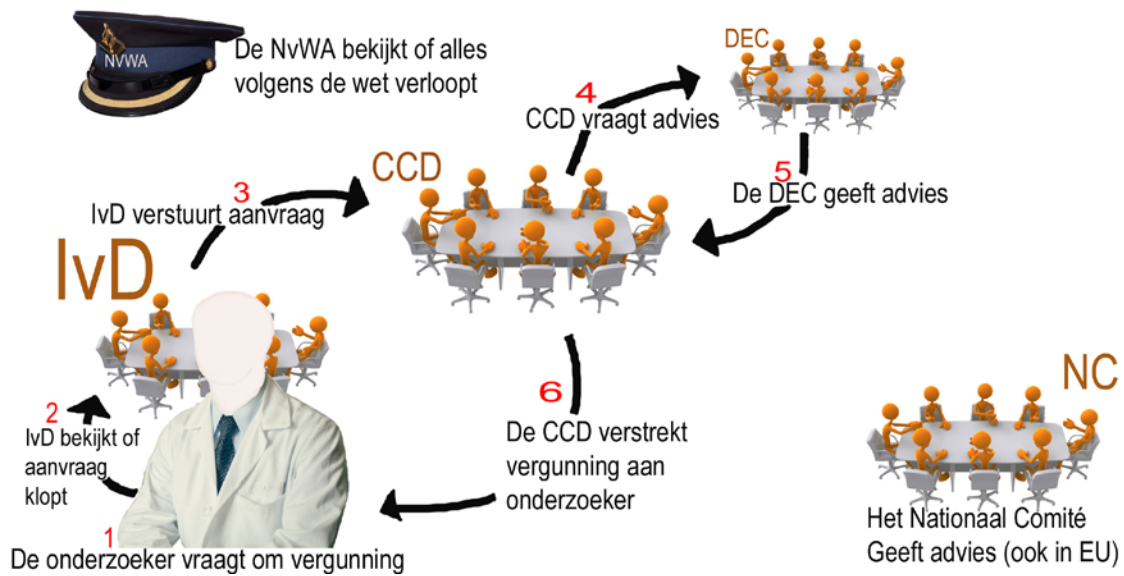 NVWA
De NvWA bekijkt of alles
volgens de wet verloopt
DEC
4
CCD vraagt advies
CCD
5
De DEC geeft advies
3
IvD verstuurt aanvraag
IvD
2
IvD bekijkt of
aanvraag
klopt
1
De onderzoeker vraagt om vergunning
6
De CCD verstrekt
vergunning aan
onderzoeker
NC
Het Nationaal Comité
Geeft advies (ook in EU)